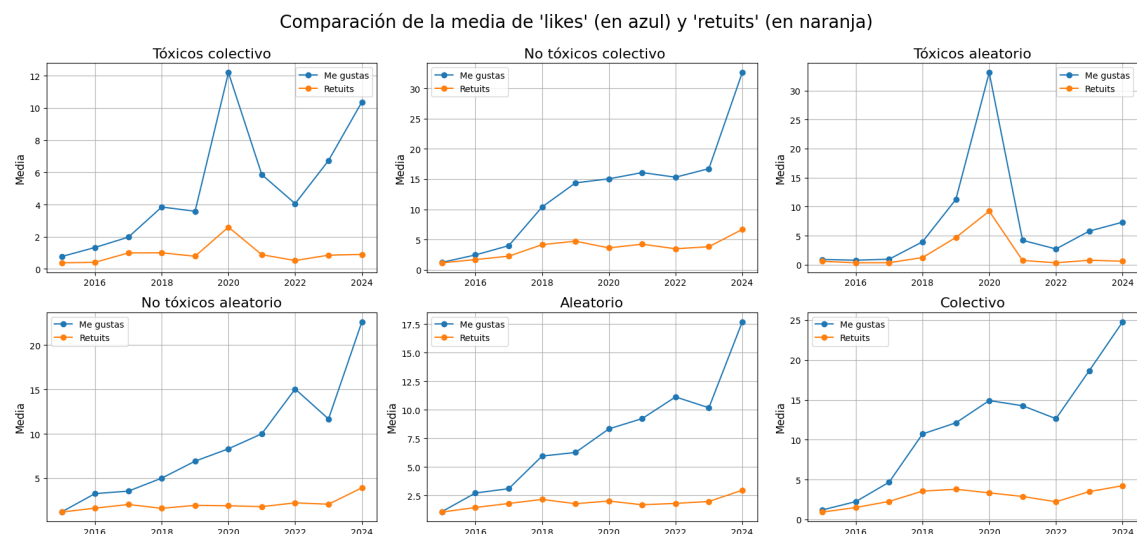 Comparación de la media de 'likes' (en azul) y 'retuits' (en naranja)
Tóxicos colectivo
Me gustas
Retuits
Media
12
10
8
6
4
2
0
2016
2018
2020
2022
2024
No tóxicos colectivo
Me gustas
Retuits
Media
30
25
20
15
10
5
0
2016
2018
2020
2022
2024
Tóxicos aleatorio
Me gustas
Retuits
Media
30
25
20
15
10
5
0
2016
2018
2020
2022
2024
No tóxicos aleatorio
Me gustas
Retuits
Media
20
15
10
5
2016
2018
2020
2022
2024
Aleatorio
Me gustas
Retuits
Media
17.5
15.0
12.5
10.0
7.5
5.0
2.5
2016
2018
2020
2022
2024
Colectivo
Me gustas
Retuits
Media
25
20
15
10
5
0
2016
2018
2020
2022
2024